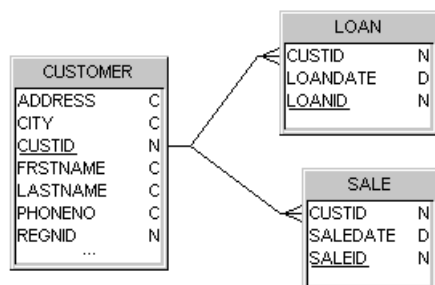 CUSTOMER
ADDRESS C
CITY C
CUSTID N
FRSTNAME C
LASTNAME C
PHONENO C
REGNID N
...
LOAN
CUSTID N
LOANDATE D
LOANID N
SALE
CUSTID N
SALEDATE D
SALEID N